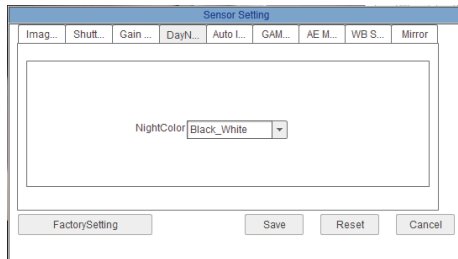 Sensor Setting
Imag... Shutt... Gain ... DayN... Auto I... GAM... AE M... WB S... Mirror
NightColor Black_White
FactorySetting Save Reset Cancel